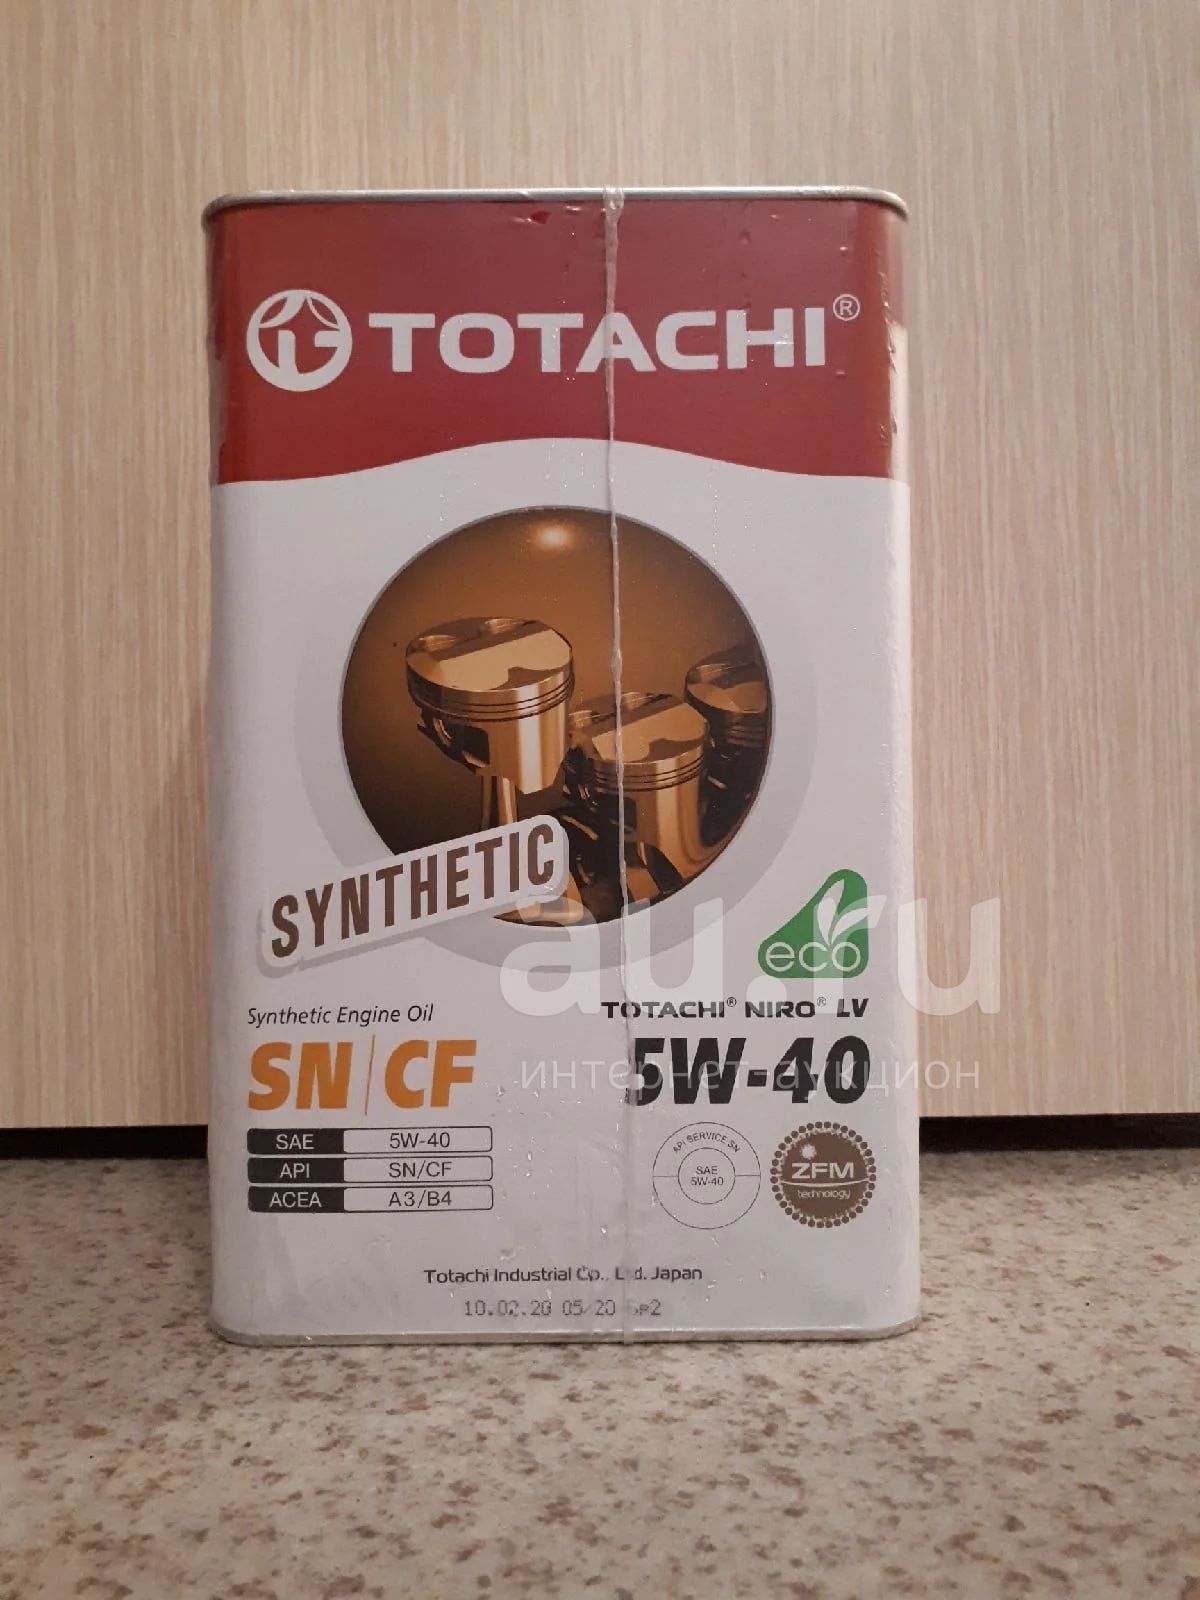 TOTACHI®
SYNTHETIC
eco
Synthetic Engine Oil
TOTACHI® NIRO® LV
SN/CF
5W-40
SAE 5W-40
API SN/CF
ACEA A3/B4
API SERVICE SN
SAE
5W-40
ZFM
technology
Totachi Industrial Co., Ltd. Japan
10.02.20 05/20
au.ru
интернет-аукцион